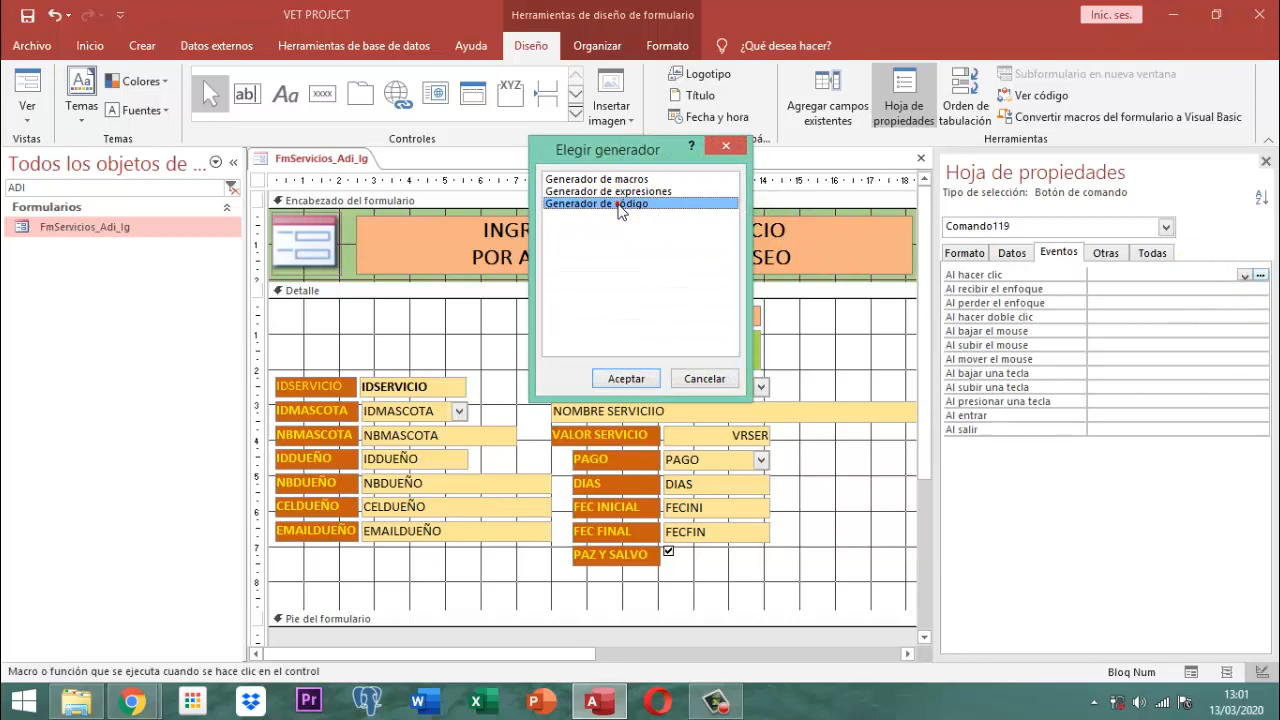 VET PROJECT
Herramientas de diseño de formulario
Inic. ses.
Archivo Inicio Crear Datos externos Herramientas de base de datos Ayuda Diseño Organizar Formato ¿Qué desea hacer?
Ver
Vistas
Aa
Temas
Colores
Fuentes
Temas
ab|
Aa
xxxx
XYZ
Controles
Insertar
imagen
Logotipo
Título
Fecha y hora
Agregar campos
existentes
Hoja de
propiedades
Orden de
tabulación
Subformulario en nueva ventana
Ver código
Convertir macros del formulario a Visual Basic
Herramientas
Todos los objetos de
ADI
Formularios
FmServicios_Adi_Ig
FmServicios_Adi_Ig
Encabezado del formulario
INGR
CIO
POR A
SEO
Detalle
IDSERVICIO IDSERVICIO
IDMASCOTA IDMASCOTA
NBMASCOTA NBMASCOTA
IDDUEÑO IDDUEÑO
NBDUEÑO NBDUEÑO
CELDUEÑO CELDUEÑO
EMAILDUEÑO EMAILDUEÑO
NOMBRE SERVICIIO
VALOR SERVICIO VRSER
PAGO PAGO
DIAS DIAS
FEC INICIAL FECINI
FEC FINAL FECFIN
PAZ Y SALVO
Pie del formulario
Elegir generador
?
Generador de macros
Generador de expresiones
Generador de código
Aceptar Cancelar
Hoja de propiedades
Tipo de selección: Botón de comando
Comando119
Formato Datos Eventos Otras Todas
Al hacer clic
Al recibir el enfoque
Al perder el enfoque
Al hacer doble clic
Al bajar el mouse
Al subir el mouse
Al mover el mouse
Al bajar una tecla
Al subir una tecla
Al presionar una tecla
Al entrar
Al salir
Macro o función que se ejecuta cuando se hace clic en el control
Bloq Num
Pr
13:01
13/03/2020